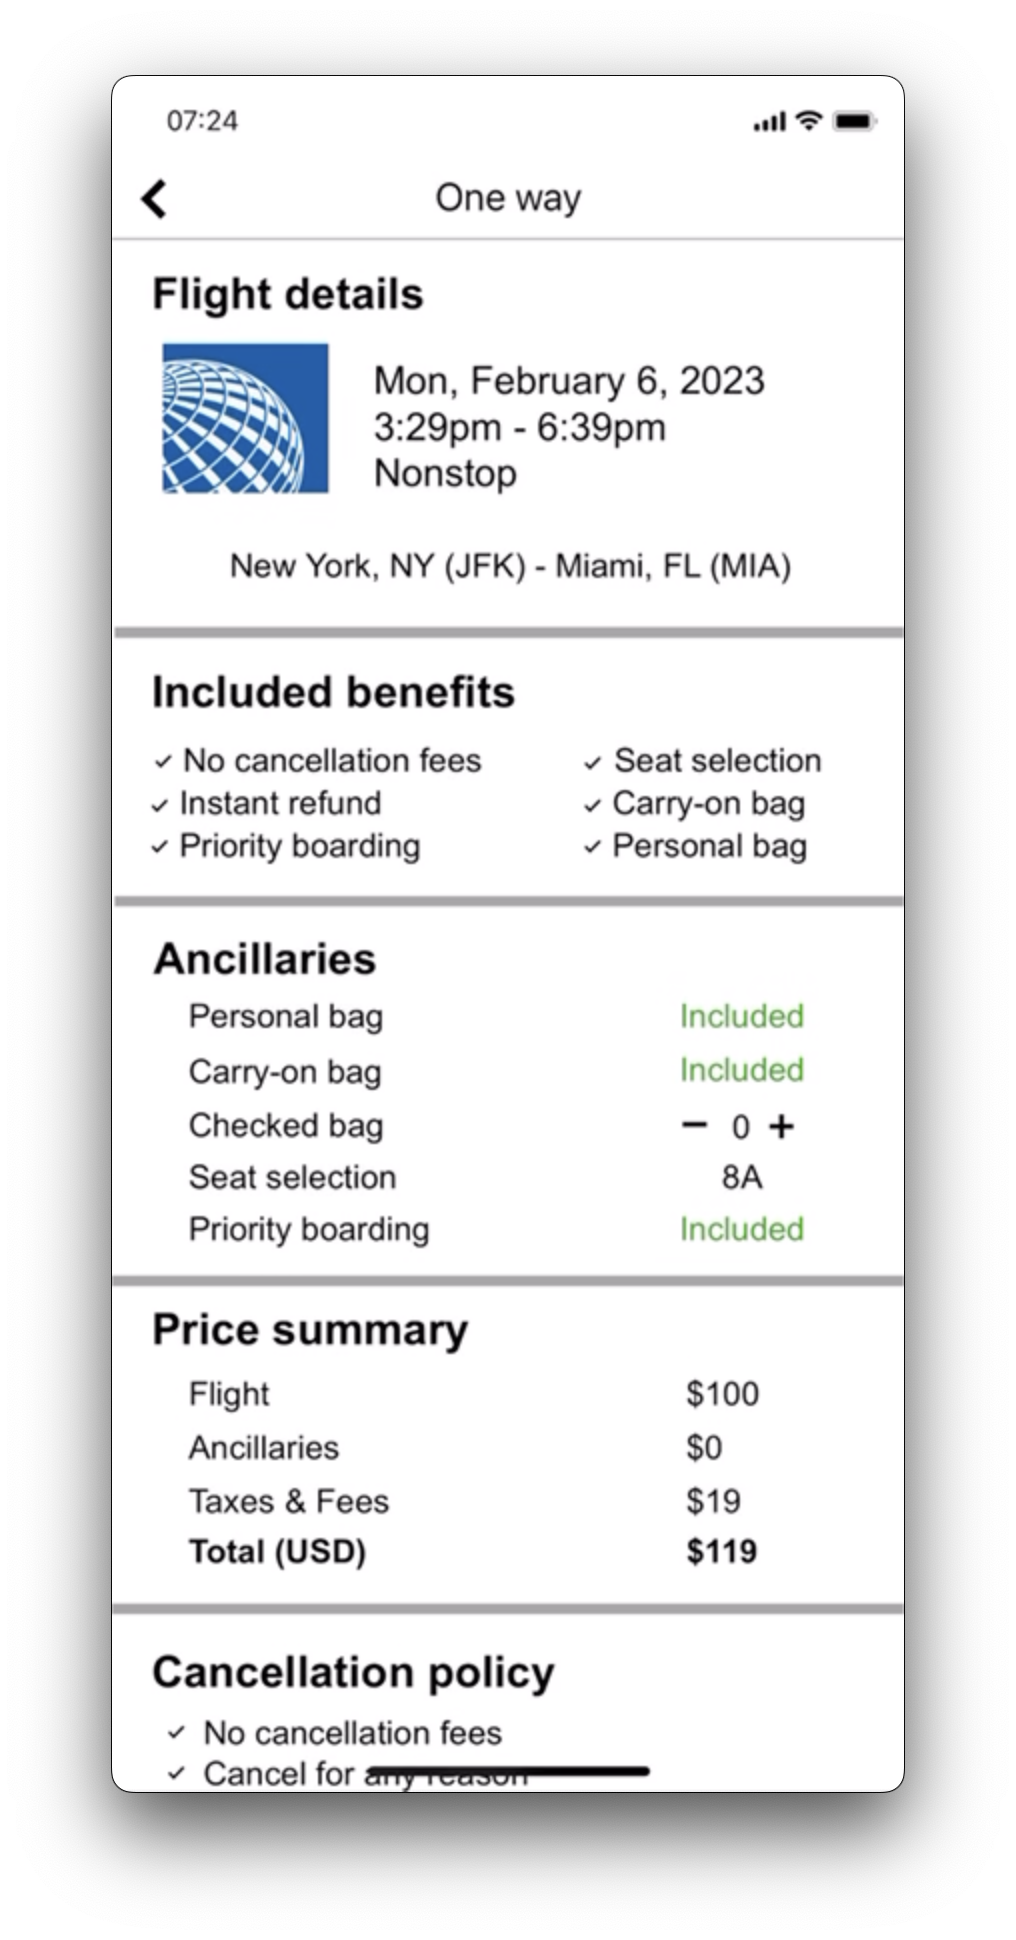 07:24
One way
Flight details
Mon, February 6, 2023
3:29pm - 6:39pm
Nonstop
New York, NY (JFK) - Miami, FL (MIA)
Included benefits
✓ No cancellation fees
✓ Instant refund
✓ Priority boarding
✓ Seat selection
✓ Carry-on bag
✓ Personal bag
Ancillaries
Personal bag Included
Carry-on bag Included
Checked bag − 0 +
Seat selection 8A
Priority boarding Included
Price summary
Flight $100
Ancillaries $0
Taxes & Fees $19
Total (USD) $119
Cancellation policy
✓ No cancellation fees
✓ Cancel for any reason